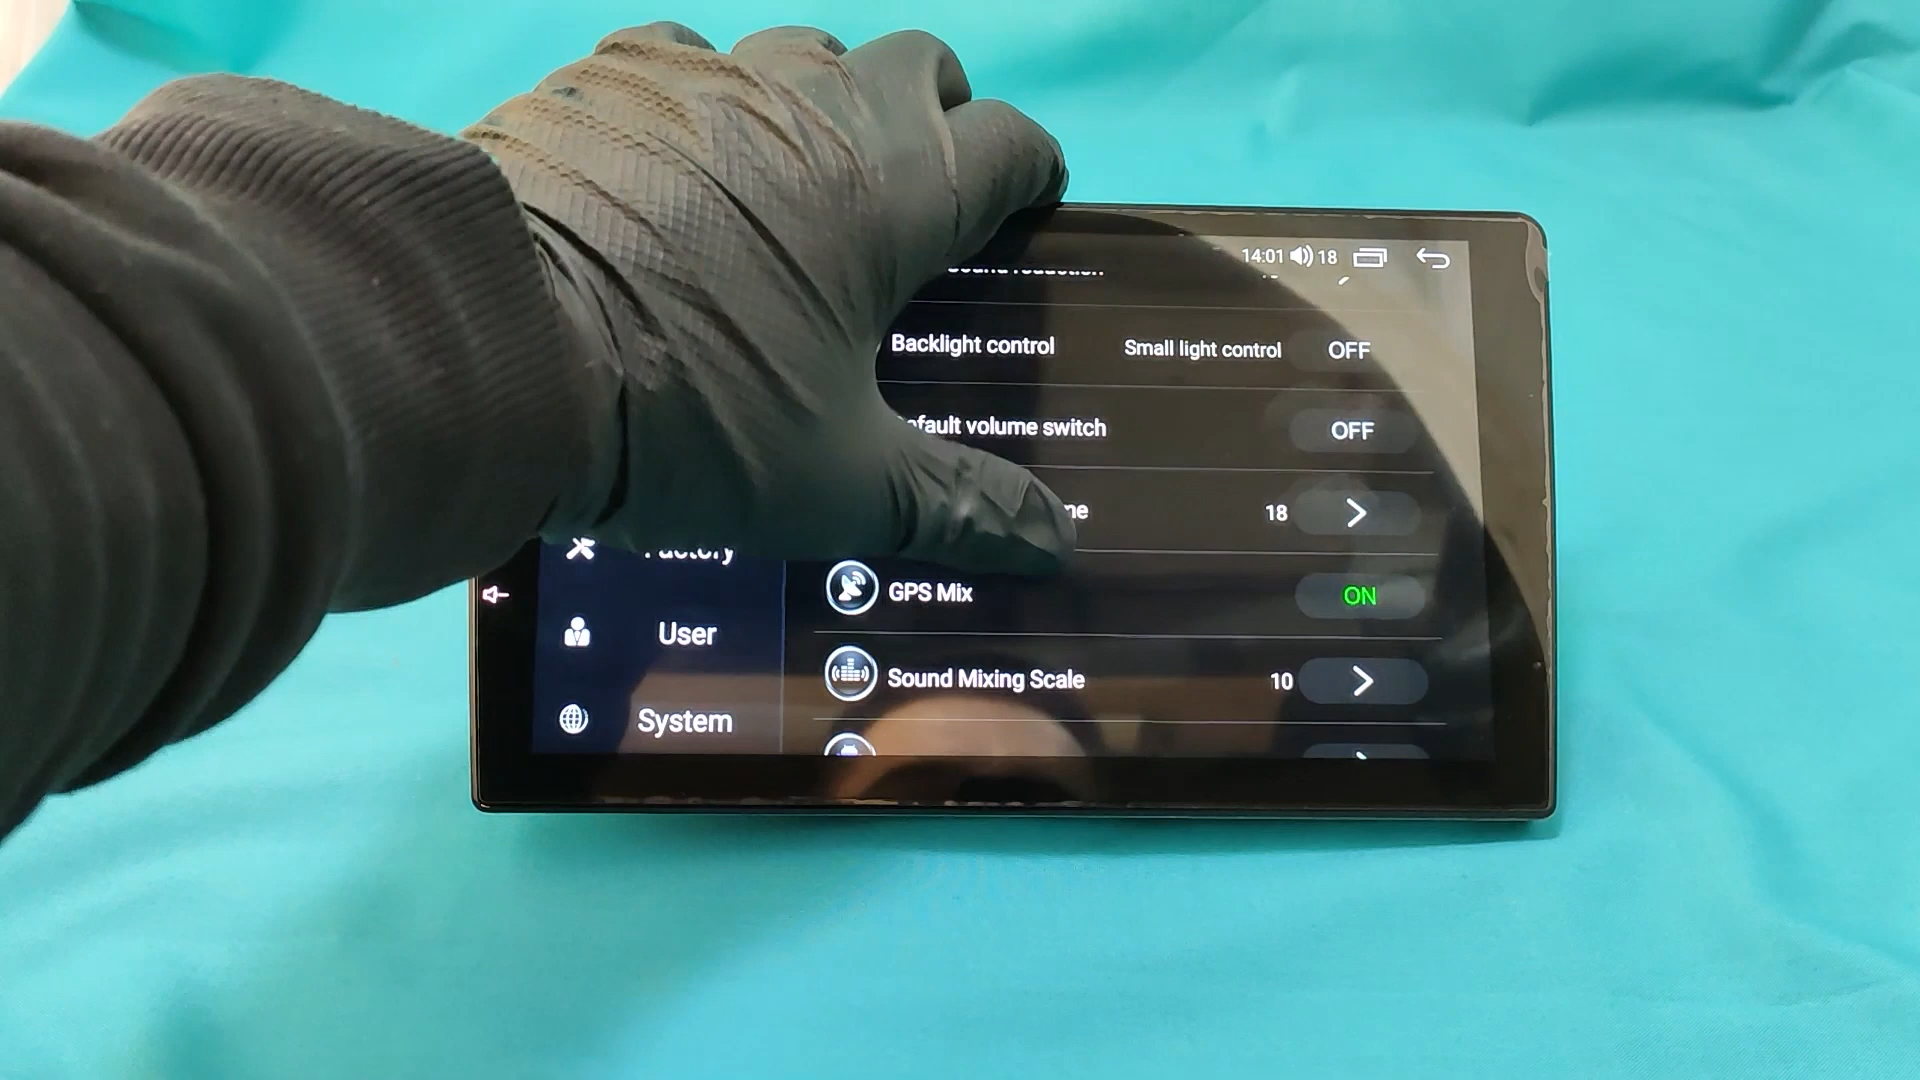 14:01 18
Backlight control Small light control OFF
volume switch OFF
18
GPS Mix ON
Factory
User
Sound Mixing Scale 10
System